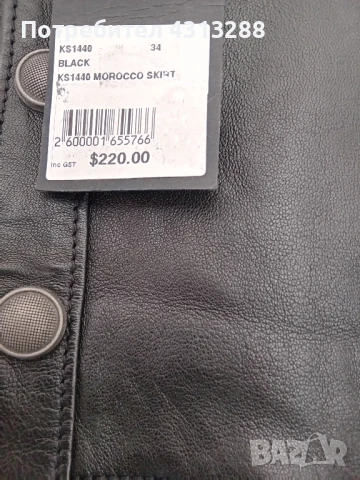 Потребител 4313288
KS1440 34
BLACK
KS1440 MOROCCO SKIRT
2 600001 655766
inc GST $220.00
BAZAR